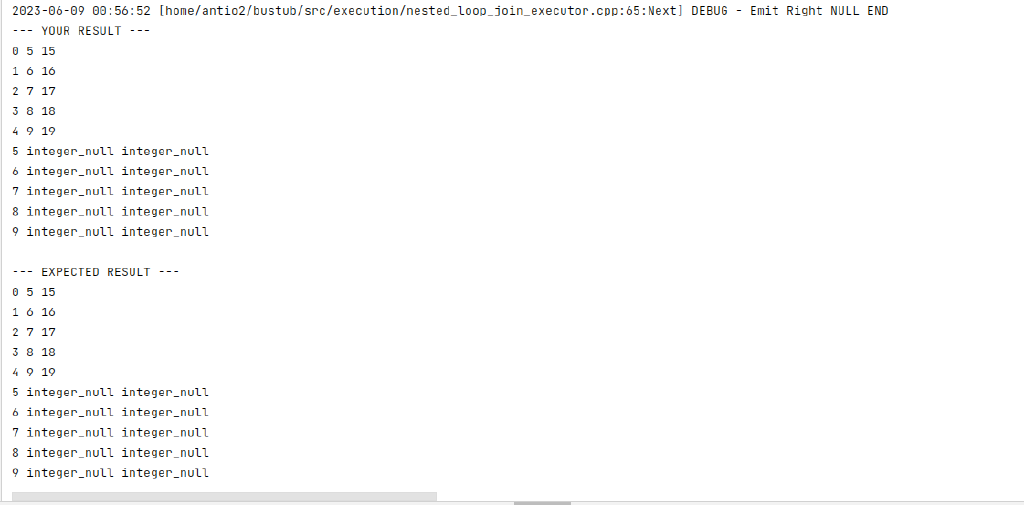 2023-06-09 00:56:52 [home/antio2/bustub/src/execution/nested_loop_join_executor.cpp:65:Next] DEBUG - Emit Right NULL END
--- YOUR RESULT ---
0 5 15
1 6 16
2 7 17
3 8 18
4 9 19
5 integer_null integer_null
6 integer_null integer_null
7 integer_null integer_null
8 integer_null integer_null
9 integer_null integer_null
--- EXPECTED RESULT ---
0 5 15
1 6 16
2 7 17
3 8 18
4 9 19
5 integer_null integer_null
6 integer_null integer_null
7 integer_null integer_null
8 integer_null integer_null
9 integer_null integer_null